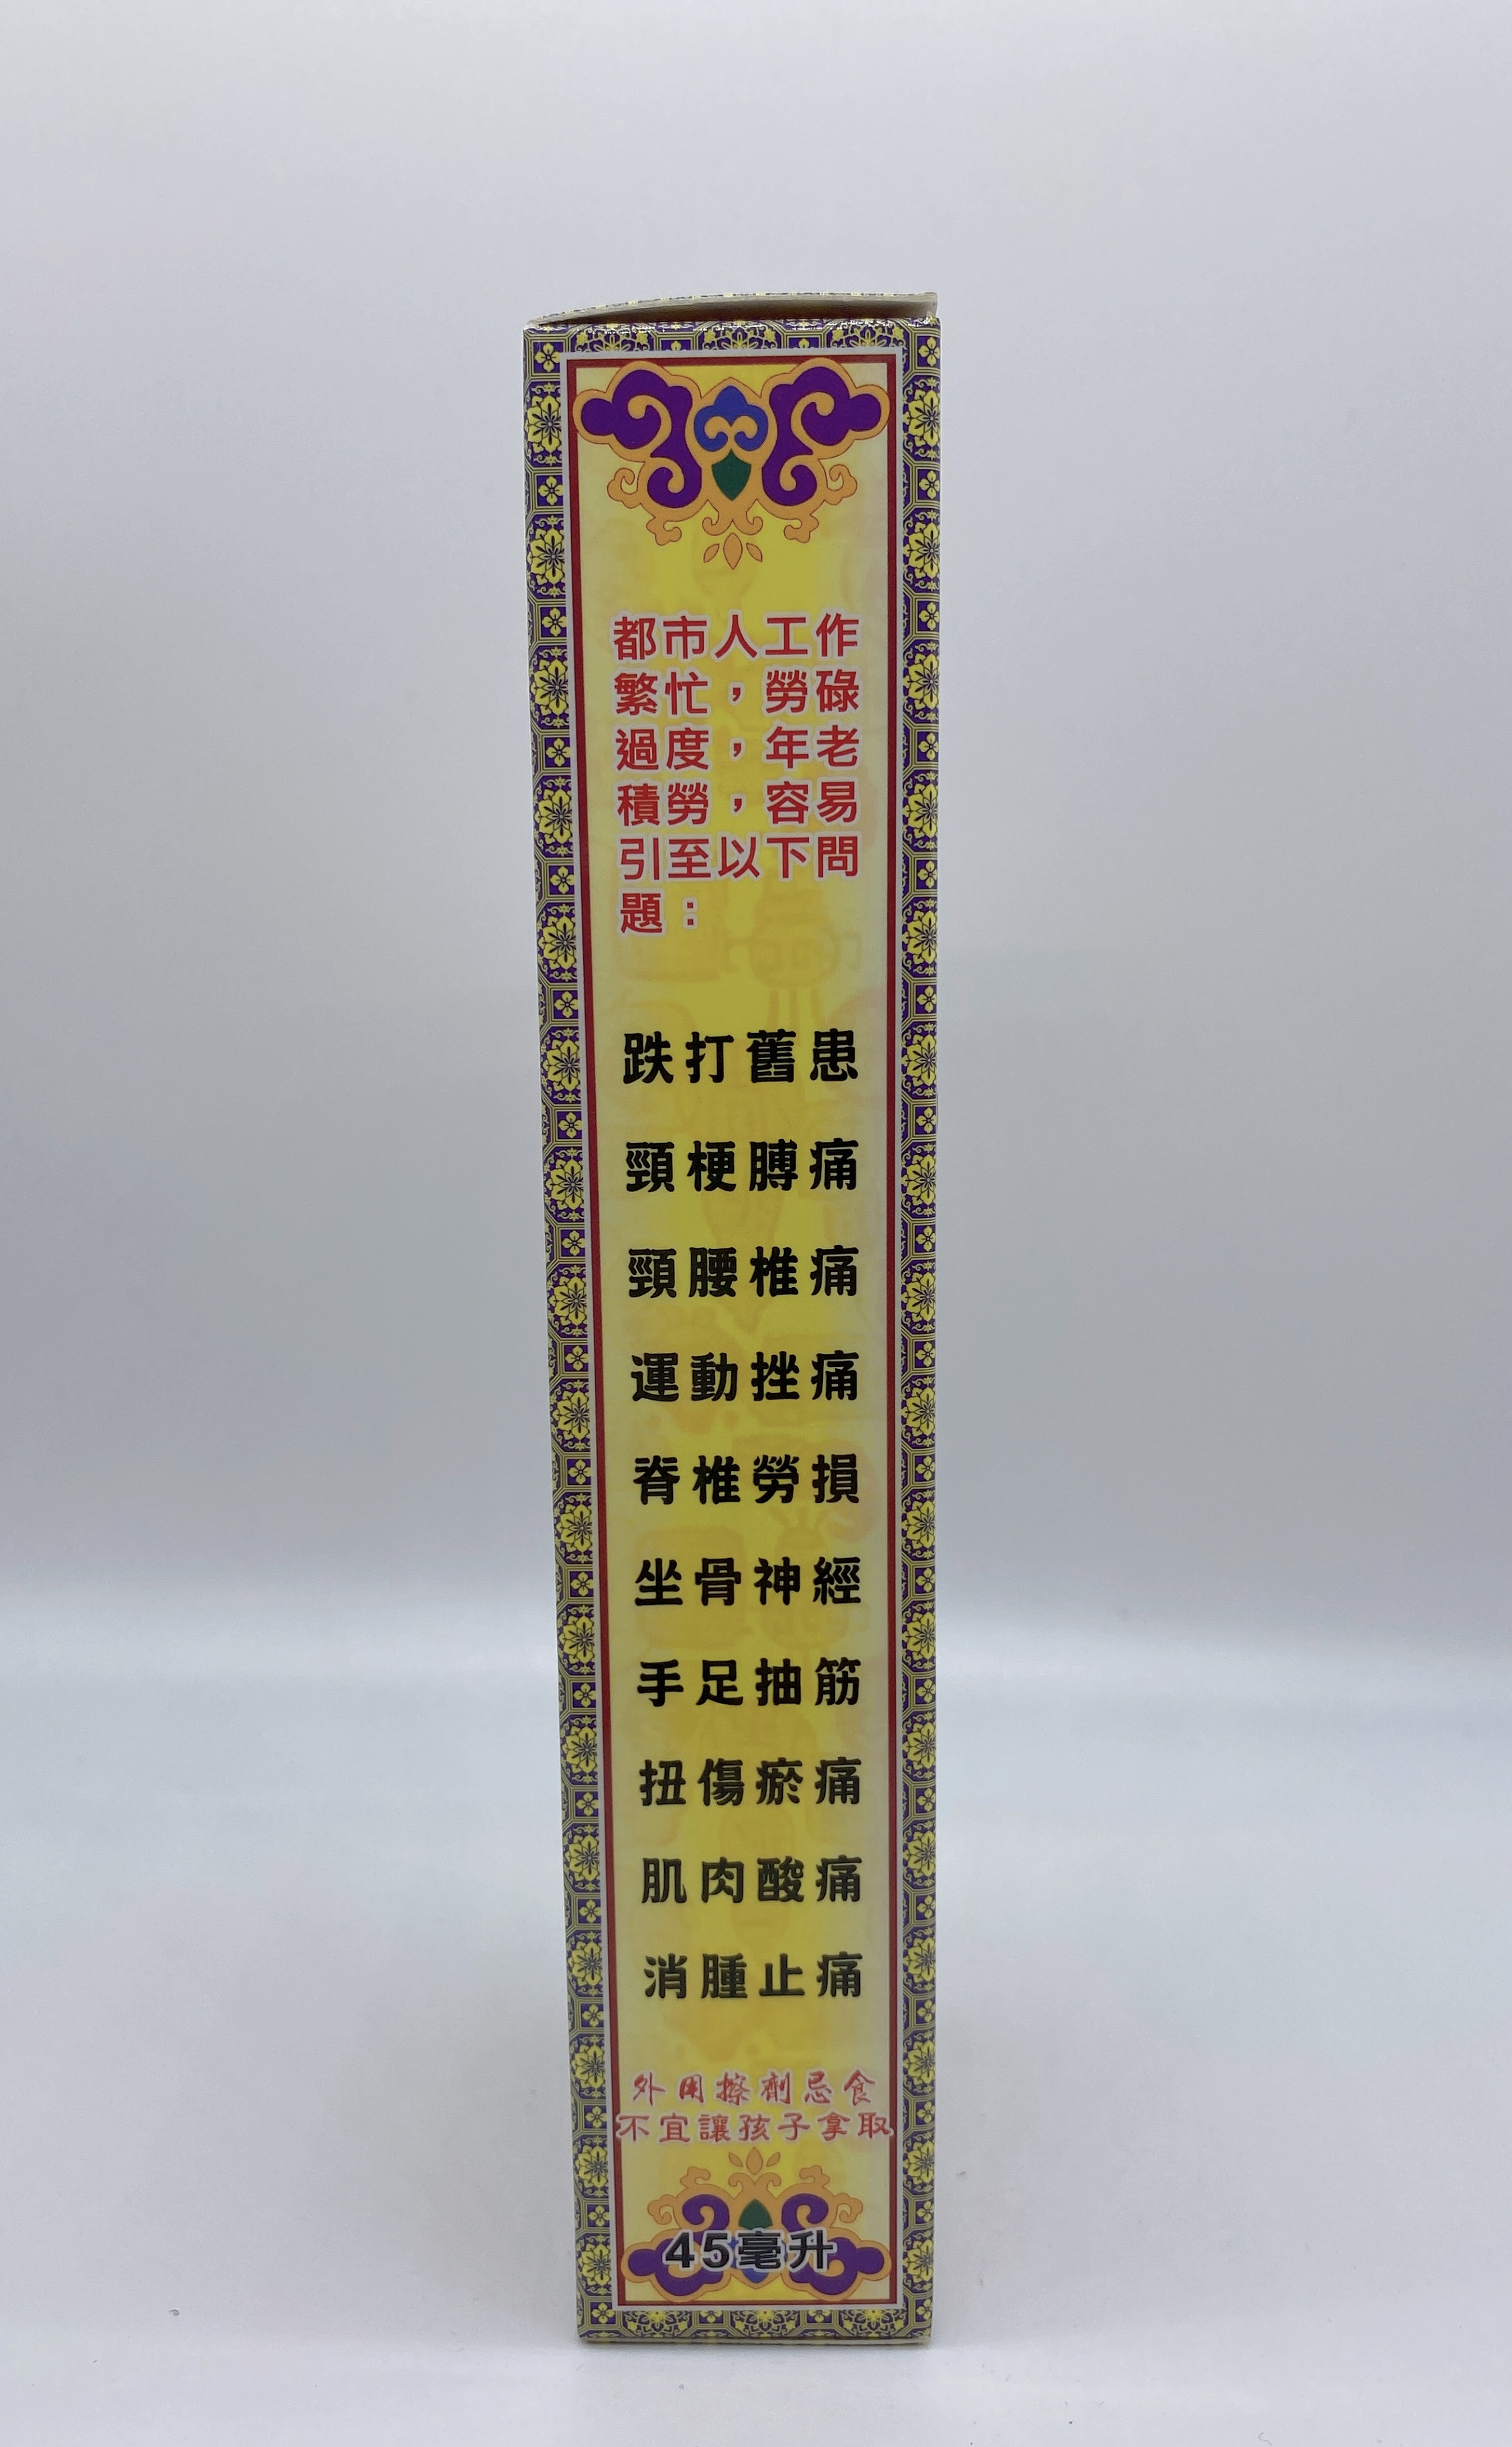 都市人工作
繁忙，勞碌
過度，年老
積勞，容易
引至以下問
題：
跌打舊患
頸梗膊痛
頸腰椎痛
運動挫痛
脊椎勞損
坐骨神經
手足抽筋
扭傷瘀痛
肌肉酸痛
消腫止痛
外用擦劑忌食
不宜讓孩子拿取
45毫升